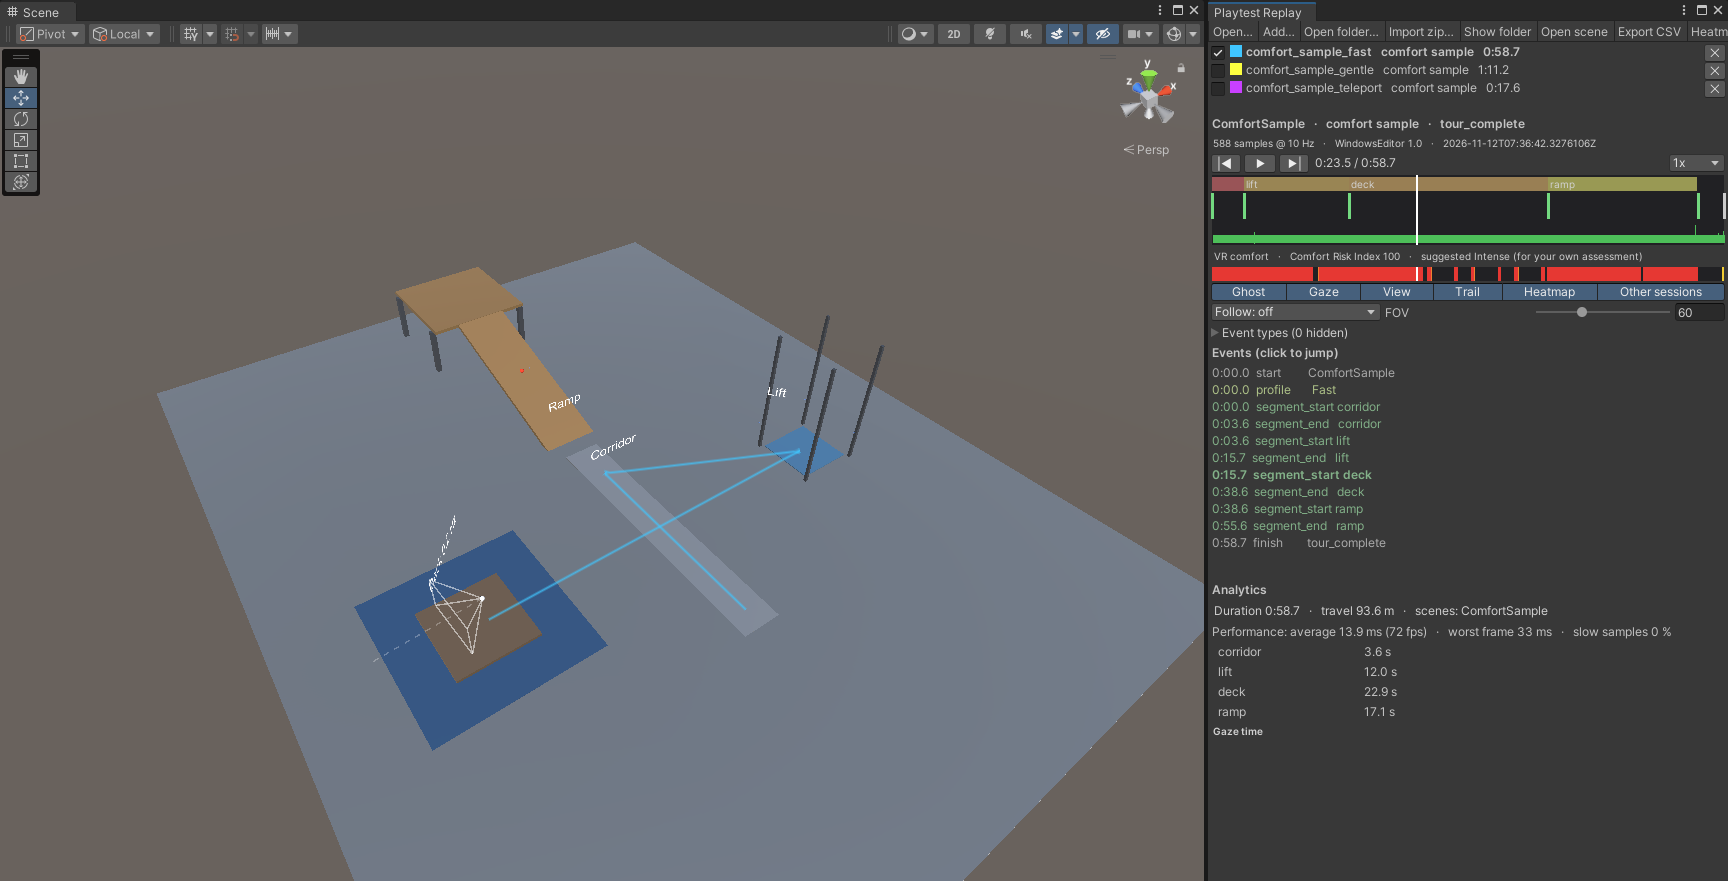 Scene
Pivot
Local
2D
y
z
x
Persp
Lift
Ramp
Corridor
Playtest Replay
Open...
Add...
Open folder...
Import zip...
Show folder
Open scene
Export CSV
Heatm
comfort_sample_fast comfort sample 0:58.7
comfort_sample_gentle comfort sample 1:11.2
comfort_sample_teleport comfort sample 0:17.6
ComfortSample · comfort sample · tour_complete
588 samples @ 10 Hz · WindowsEditor 1.0 · 2026-11-12T07:36:42.3276106Z
0:23.5 / 0:58.7
1x
lift
deck
ramp
VR comfort · Comfort Risk Index 100 · suggested Intense (for your own assessment)
Ghost
Gaze
View
Trail
Heatmap
Other sessions
Follow: off
FOV
60
Event types (0 hidden)
Events (click to jump)
0:00.0 start ComfortSample
0:00.0 profile Fast
0:00.0 segment_start corridor
0:03.6 segment_end corridor
0:03.6 segment_start lift
0:15.7 segment_end lift
0:15.7 segment_start deck
0:38.6 segment_end deck
0:38.6 segment_start ramp
0:55.6 segment_end ramp
0:58.7 finish tour_complete
Analytics
Duration 0:58.7 · travel 93.6 m · scenes: ComfortSample
Performance: average 13.9 ms (72 fps) · worst frame 33 ms · slow samples 0 %
corridor 3.6 s
lift 12.0 s
deck 22.9 s
ramp 17.1 s
Gaze time